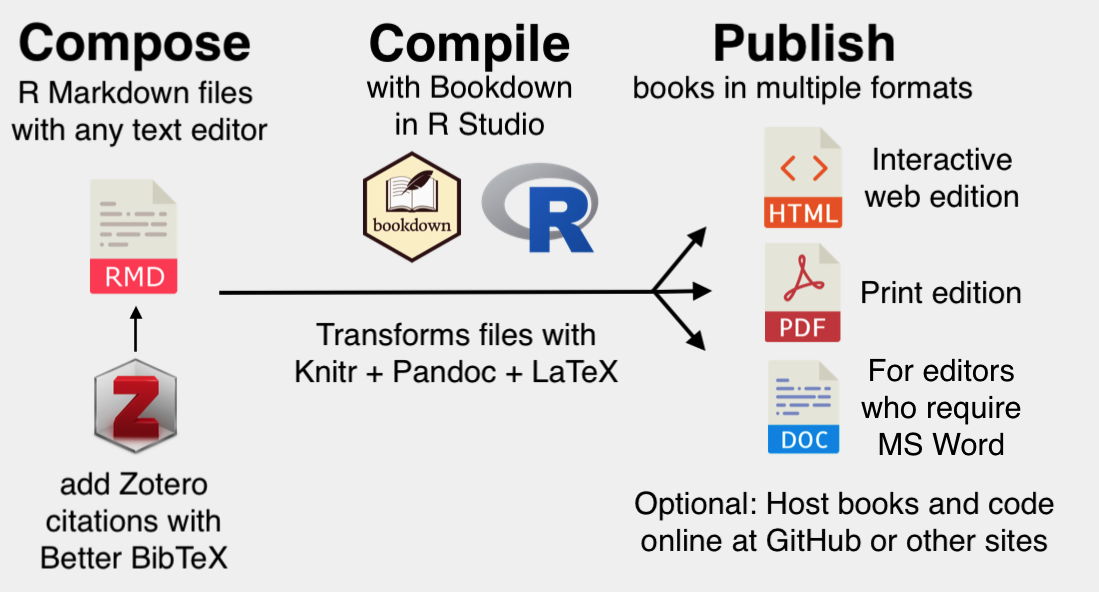 Compose
R Markdown files
with any text editor
RMD
Z
add Zotero
citations with
Better BibTeX
Compile
with Bookdown
in R Studio
bookdown
R
Transforms files with
Knitr + Pandoc + LaTeX
Publish
books in multiple formats
HTML
Interactive
web edition
PDF
Print edition
DOC
For editors
who require
MS Word
Optional: Host books and code
online at GitHub or other sites